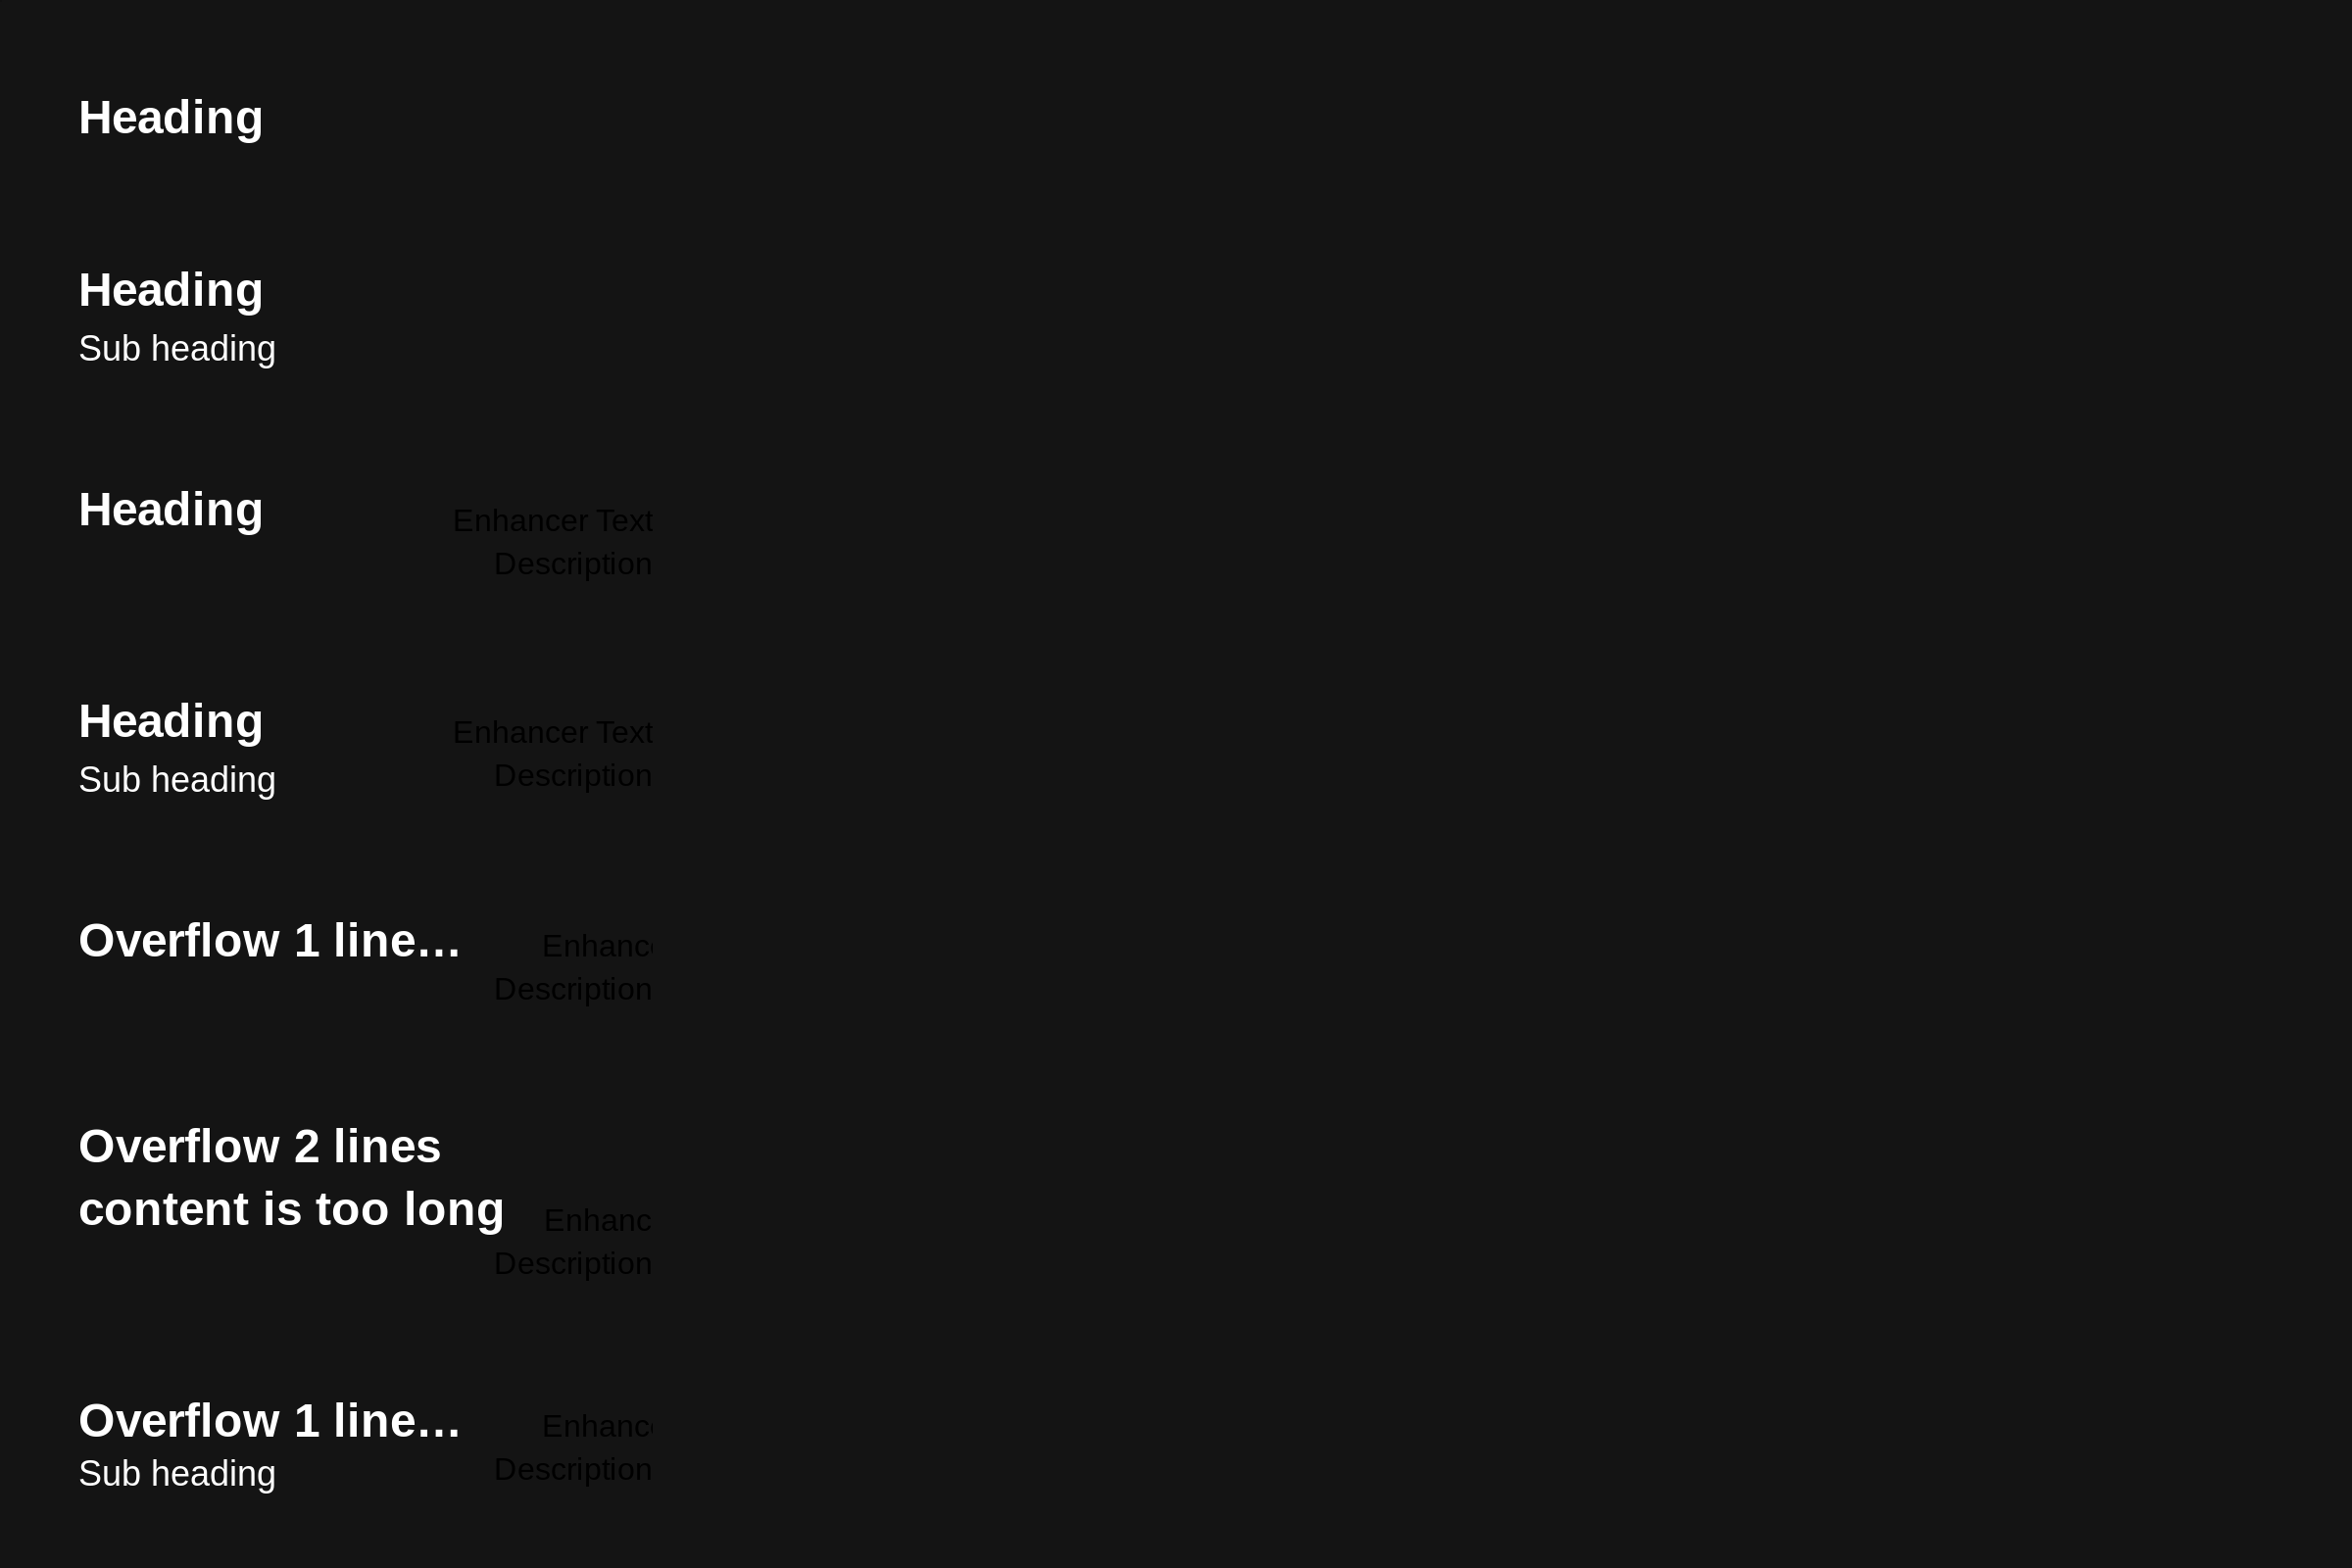 Heading
Heading
Sub heading
Heading
Enhancer Text
Description
Heading
Enhancer Text
Sub heading
Description
Overflow 1 line…
Enhanc
Description
Overflow 2 lines
content is too long
Enhanc
Description
Overflow 1 line…
Enhanc
Sub heading
Description